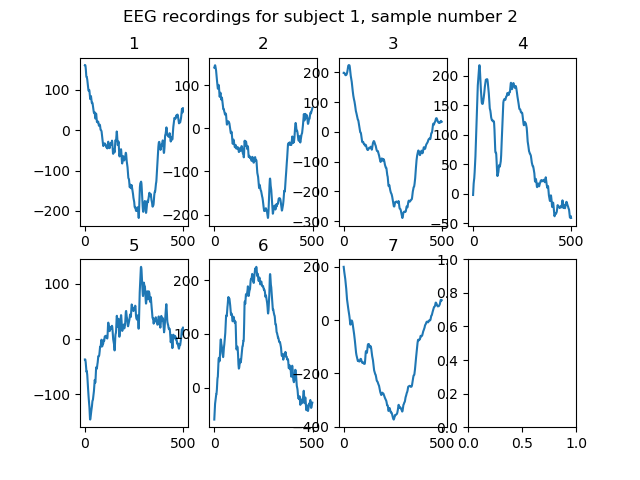 EEG recordings for subject 1, sample number 2
1 2 3 4
100 0 −100 −200
100 0 −100 −200
200 100 0 −100 −200 −300
200 150 100 50 0 −50
0 500 0 500 0 500 0 500
5 6 7
100 0 −100
200 100 0
200 0 −200 −400
1.0 0.8 0.6 0.4 0.2 0.0
0 500 0 500 0 500 0.0 0.5 1.0